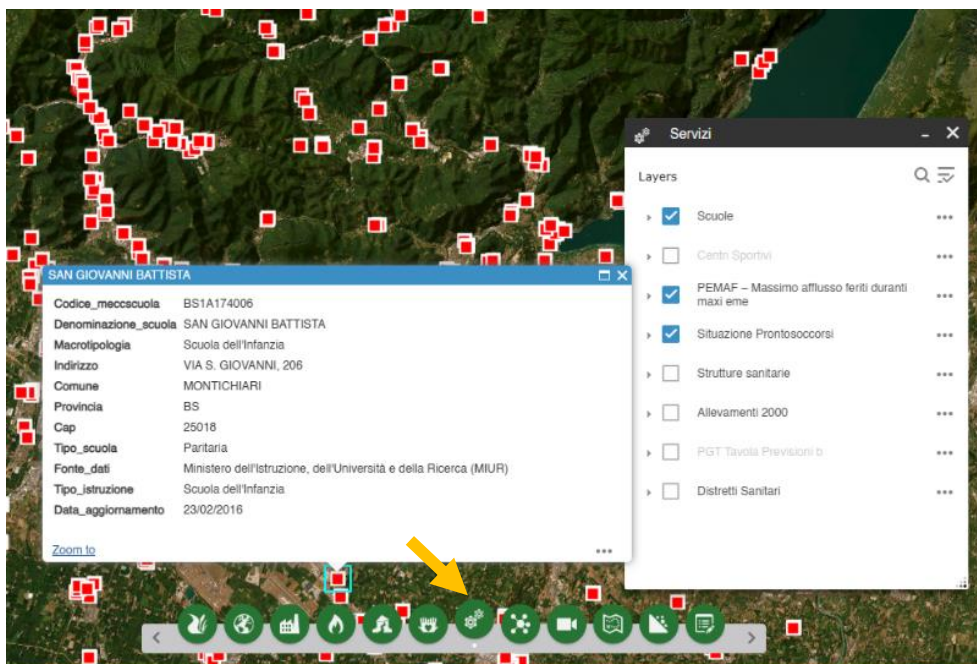 Servizi
Layers
Scuole
Centri Sportivi
PEMAF – Massimo afflusso feriti duranti
maxi eme
Situazione Prontosoccorsi
Strutture sanitarie
Allevamenti 2000
PGT Tavola Previsioni b
Distretti Sanitari
SAN GIOVANNI BATTISTA
Codice_meccscuola BS1A174006
Denominazione_scuola SAN GIOVANNI BATTISTA
Macrotipologia Scuola dell'Infanzia
Indirizzo VIA S. GIOVANNI, 206
Comune MONTICHIARI
Provincia BS
Cap 25018
Tipo_scuola Paritaria
Fonte_dati Ministero dell'Istruzione, dell'Università e della Ricerca (MIUR)
Tipo_istruzione Scuola dell'Infanzia
Data_aggiornamento 23/02/2016
Zoom to